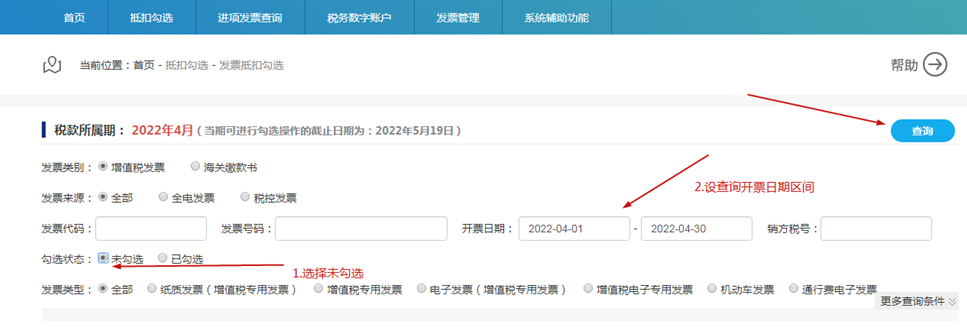 首页 抵扣勾选 进项发票查询 税务数字账户 发票管理 系统辅助功能
当前位置：首页 - 抵扣勾选 - 发票抵扣勾选 帮助
税款所属期： 2022年4月（当期可进行勾选操作的截止日期为：2022年5月19日） 查询
发票类别： 增值税发票 海关缴款书
发票来源： 全部 全电发票 税控发票
2.设查询开票日期区间
发票代码： 发票号码： 开票日期： 2022-04-01 - 2022-04-30 销方税号：
勾选状态： 未勾选 已勾选
1.选择未勾选
发票类型： 全部 纸质发票（增值税专用发票） 增值税专用发票 电子发票（增值税专用发票） 增值税电子专用发票 机动车发票 通行费电子发票
更多查询条件